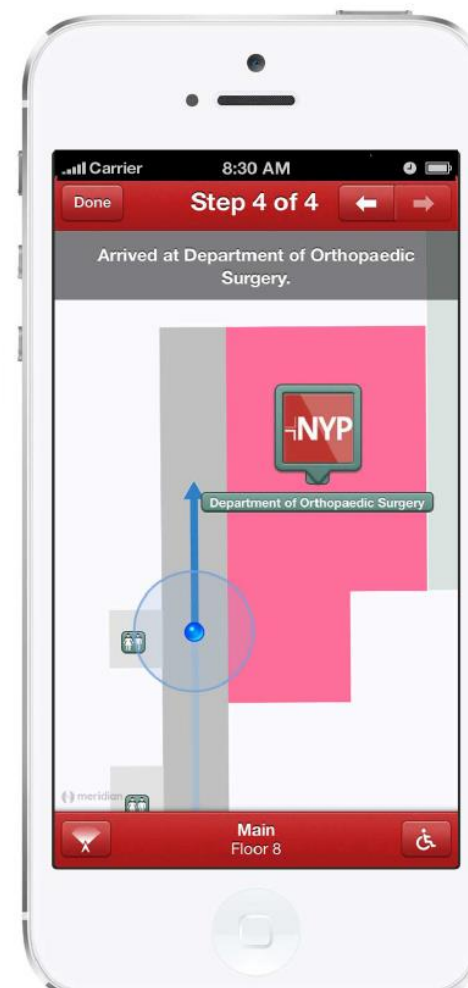 Carrier
8:30 AM
Done
Step 4 of 4
Arrived at Department of Orthopaedic
Surgery.
NYP
Department of Orthopaedic Surgery
meridian
Main
Floor 8